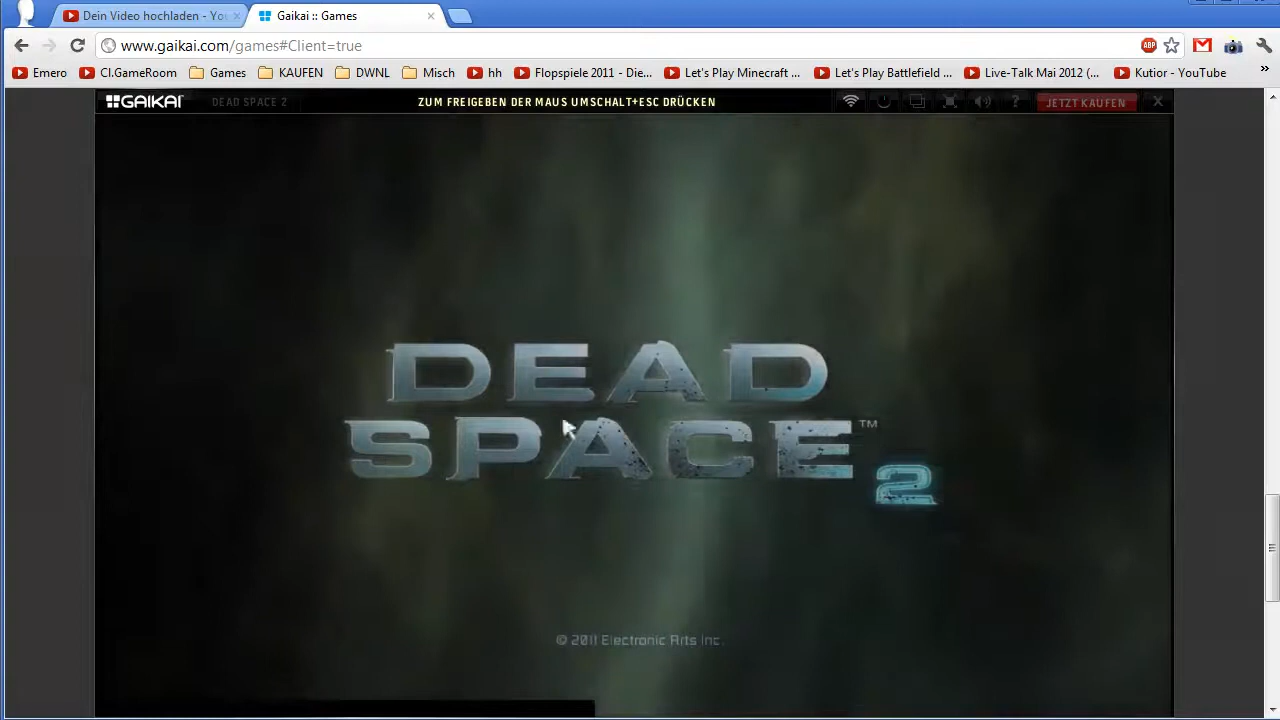 Dein Video hochladen - Yo
Gaikai :: Games
www.gaikai.com/games#Client=true
ABP
Emero
CI.GameRoom
Games
KAUFEN
DWNL
Misch
hh
Flopspiele 2011 - Die...
Let's Play Minecraft ...
Let's Play Battlefield ...
Live-Talk Mai 2012 (...
Kutior - YouTube
»
GAIKAI
DEAD SPACE 2
ZUM FREIGEBEN DER MAUS UMSCHALT+ESC DRÜCKEN
?
JETZT KAUFEN
DEAD
SPACE™
2
© 2011 Electronic Arts Inc.